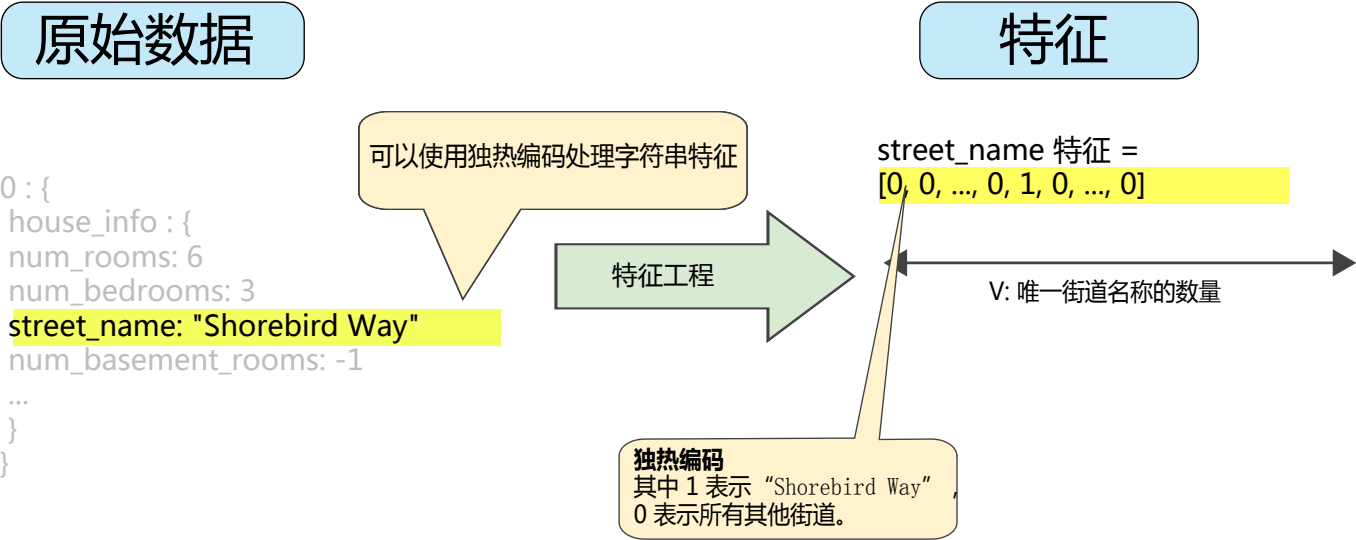 原始数据
特征
可以使用独热编码处理字符串特征
street_name 特征 =
[0, 0, ..., 0, 1, 0, ..., 0]
0 : {
house_info : {
num_rooms: 6
num_bedrooms: 3
street_name: "Shorebird Way"
num_basement_rooms: -1
...
}
}
特征工程
V: 唯一街道名称的数量
独热编码
其中 1 表示“Shorebird Way”,
0 表示所有其他街道。